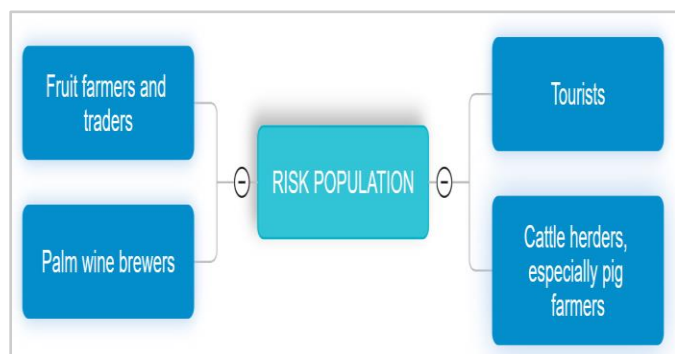 Fruit farmers and
traders
Palm wine brewers
RISK POPULATION
Tourists
Cattle herders,
especially pig
farmers